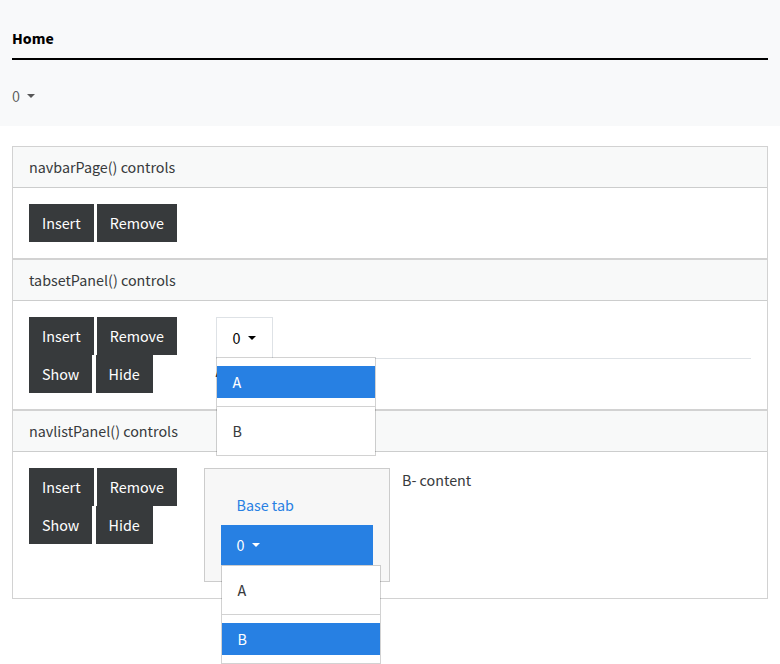 Home
0
navbarPage() controls
Insert Remove
tabsetPanel() controls
Insert Remove 0
Show Hide
A
B
navlistPanel() controls
Insert Remove
Show Hide
Base tab
0
A
B
B- content